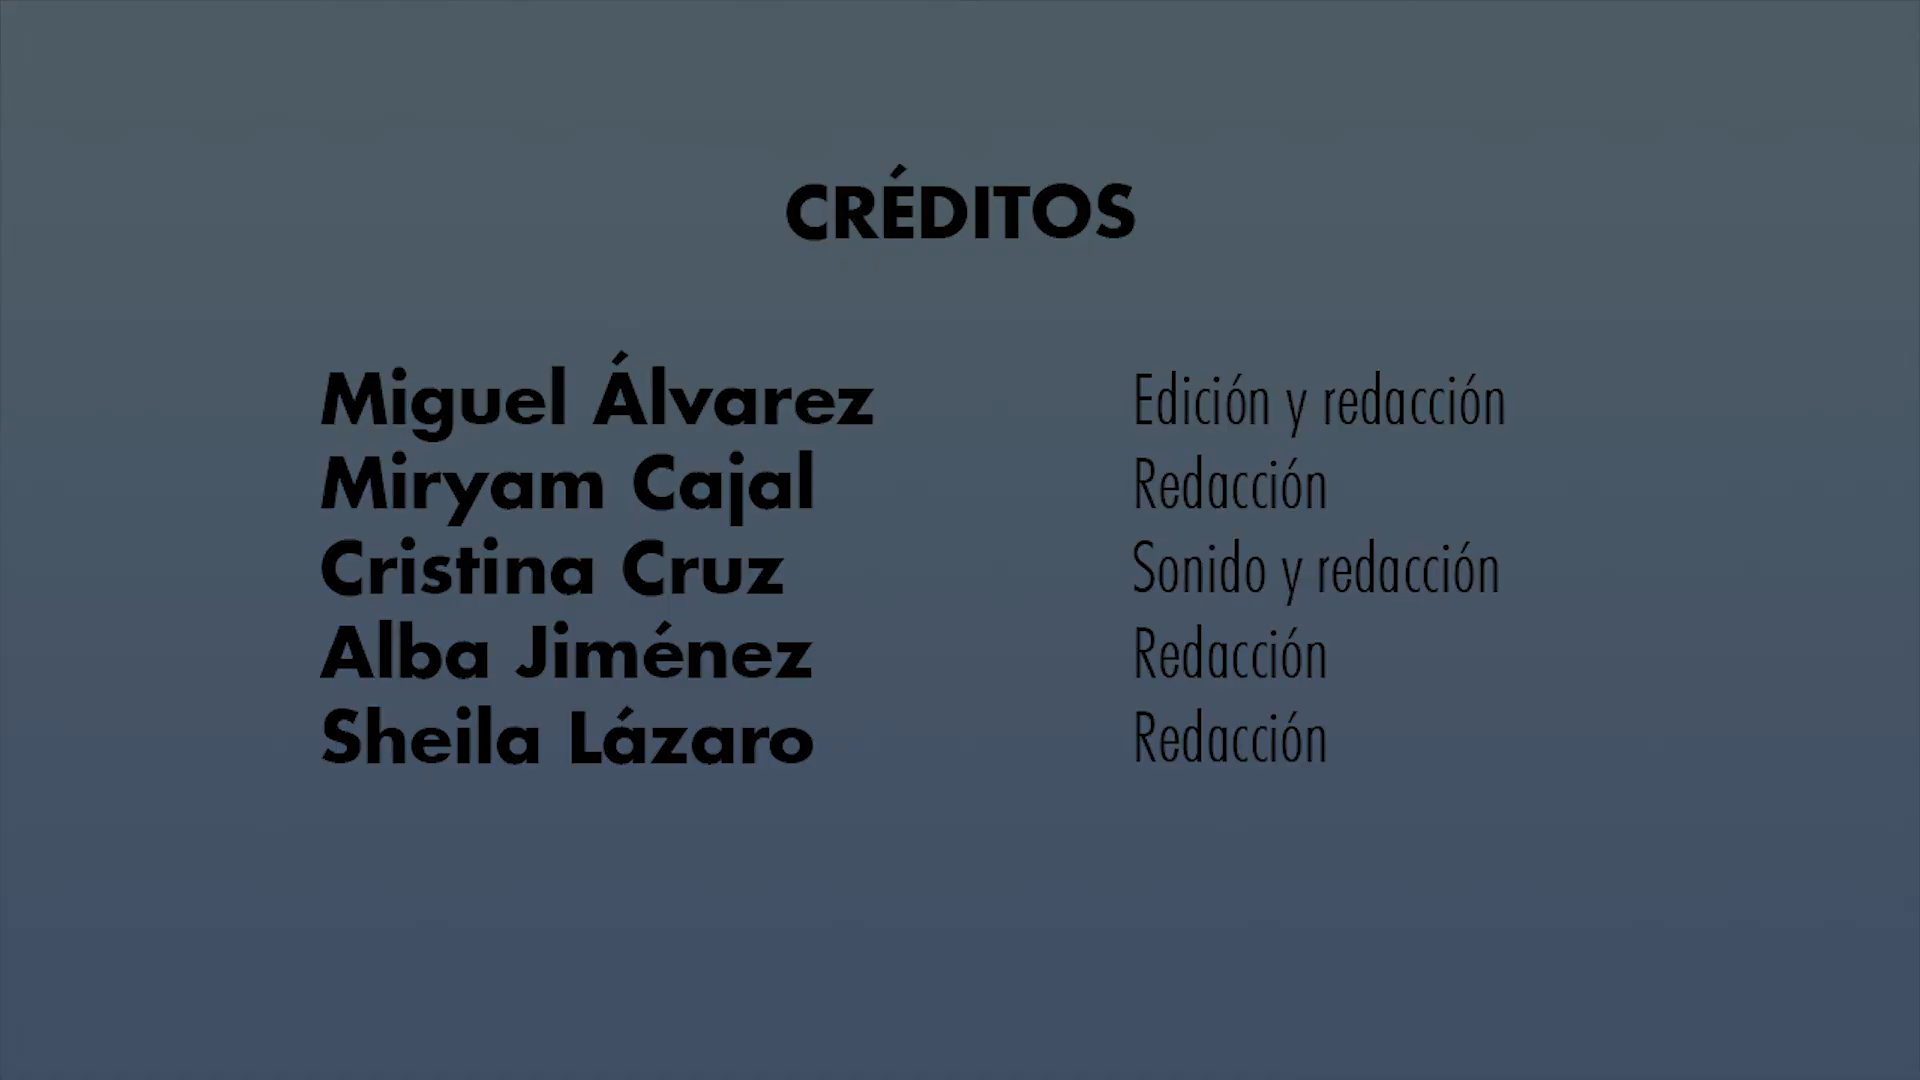 CRÉDITOS
Miguel Álvarez Edición y redacción
Miryam Cajal Redacción
Cristina Cruz Sonido y redacción
Alba Jiménez Redacción
Sheila Lázaro Redacción